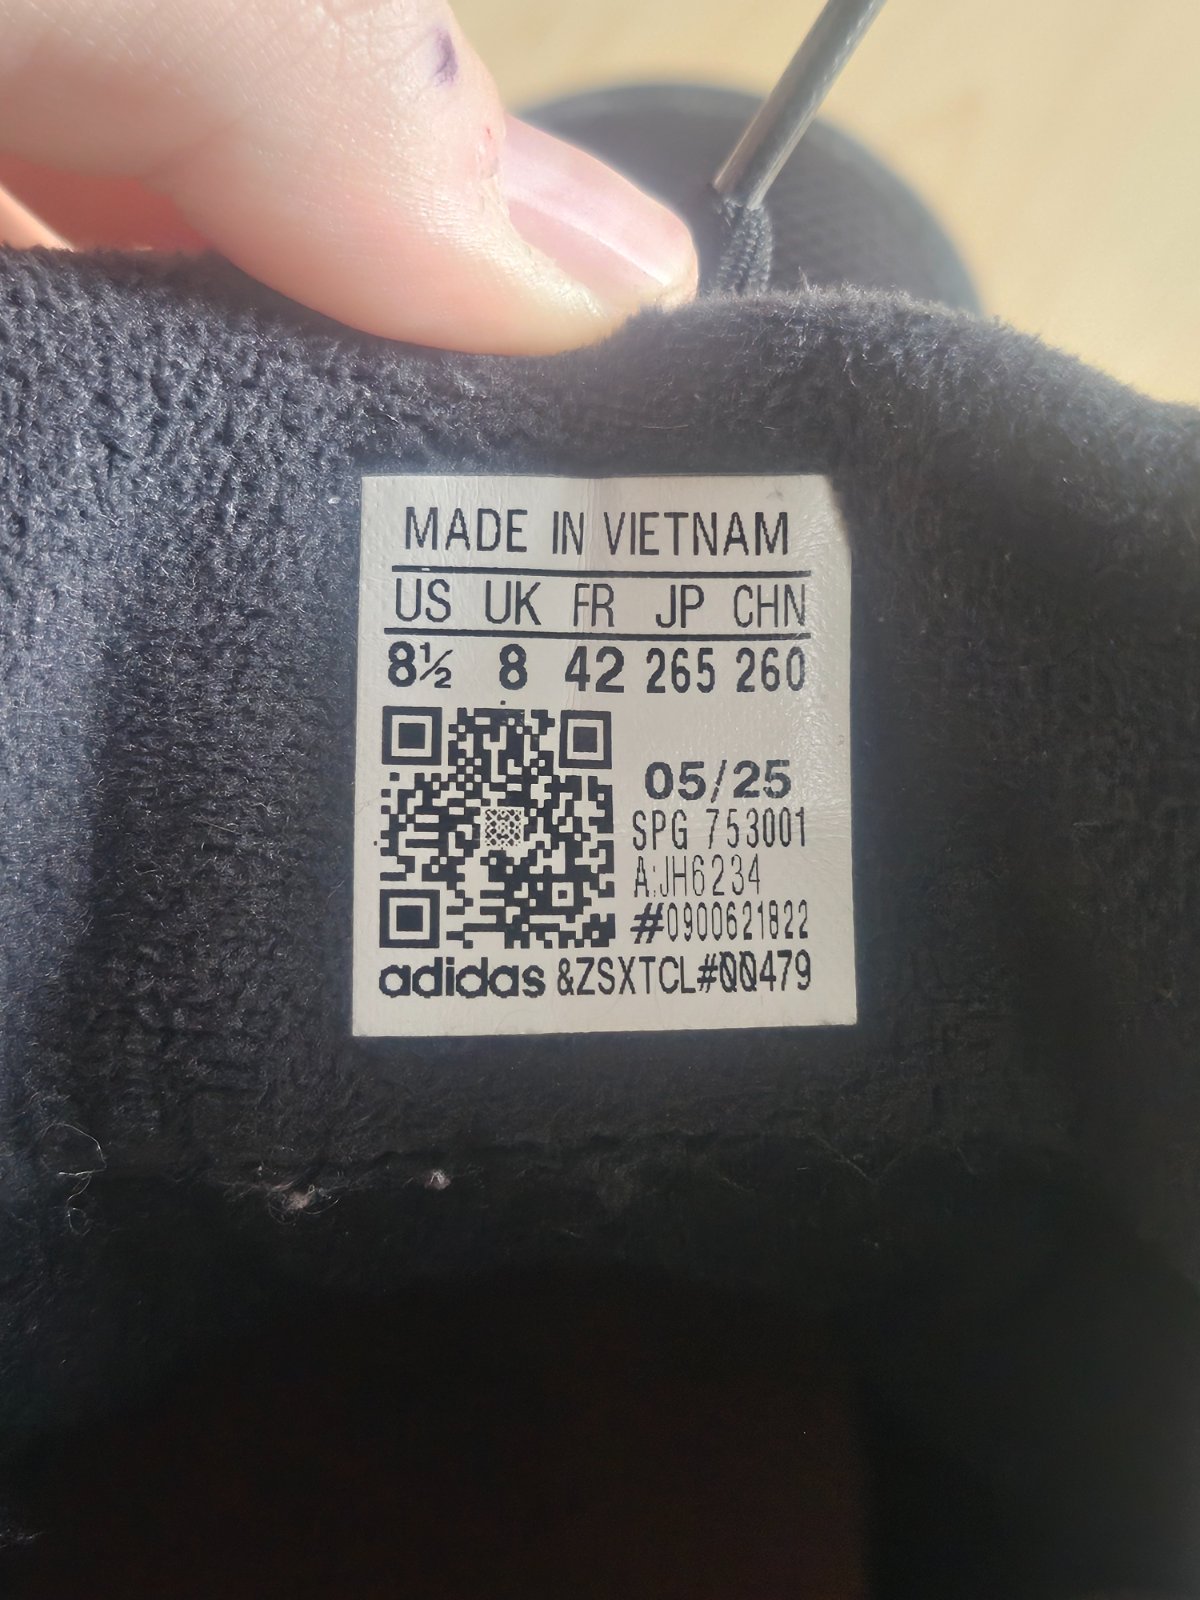 MADE IN VIETNAM
US UK FR JP CHN
8½ 8 42 265 260
05/25
SPG 753001
A:JH6234
#0900621822
adidas &ZSXTCL#00479